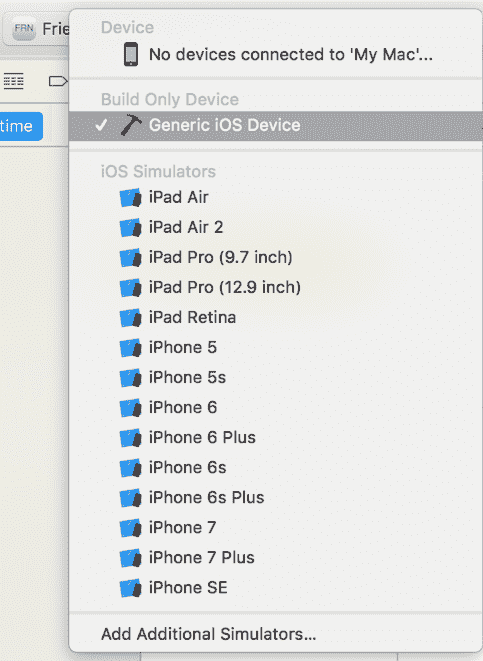 FRN Frie
Device
No devices connected to 'My Mac'...
Build Only Device
Generic iOS Device
time
iOS Simulators
iPad Air
iPad Air 2
iPad Pro (9.7 inch)
iPad Pro (12.9 inch)
iPad Retina
iPhone 5
iPhone 5s
iPhone 6
iPhone 6 Plus
iPhone 6s
iPhone 6s Plus
iPhone 7
iPhone 7 Plus
iPhone SE
Add Additional Simulators...